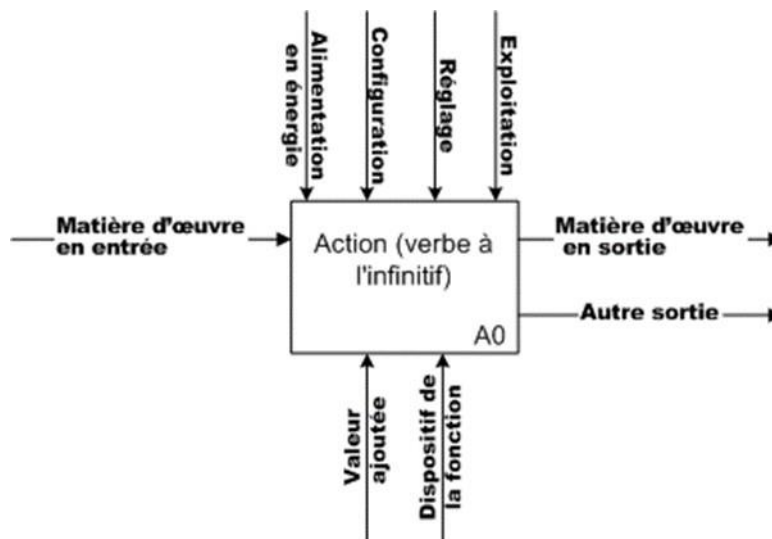 Alimentation
en énergie
Configuration
Réglage
Exploitation
Matière d'œuvre
en entrée
Action (verbe à
l'infinitif)
A0
Matière d'œuvre
en sortie
Autre sortie
Valeur
ajoutée
Dispositif de
la fonction